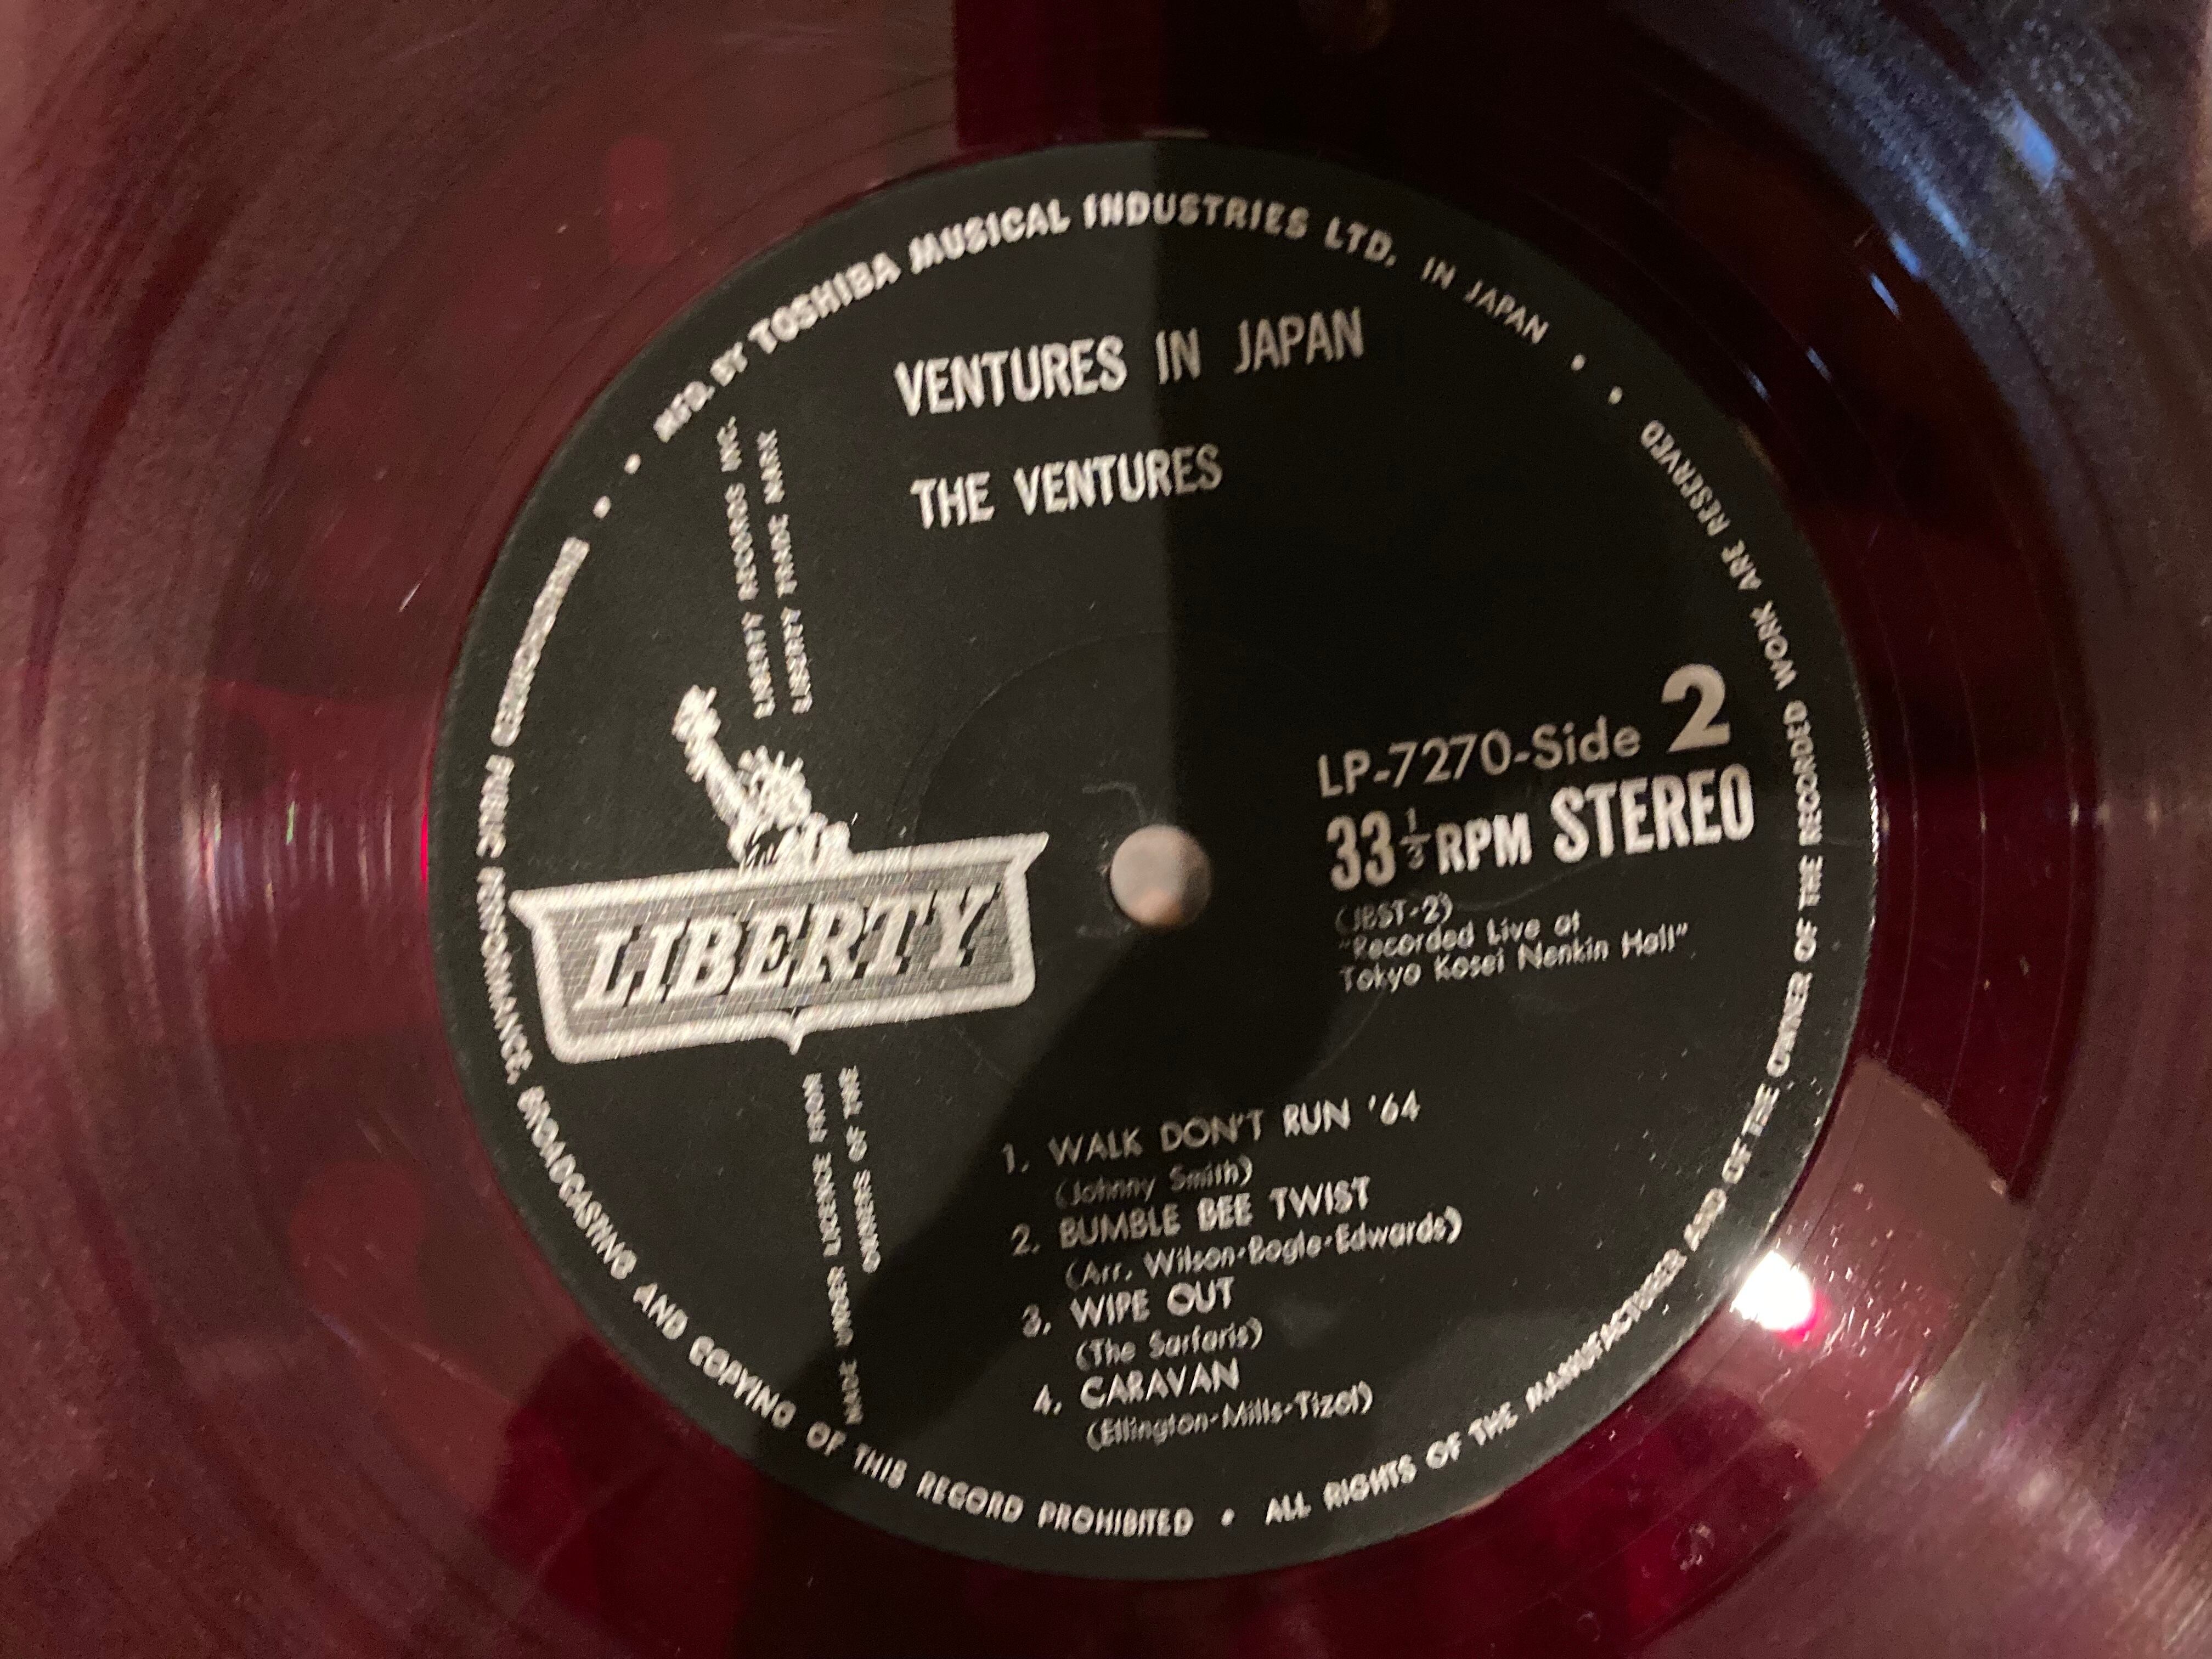 MFD. BY TOSHIBA MUSICAL INDUSTRIES LTD. IN JAPAN
VENTURES IN JAPAN
THE VENTURES
LIBERTY RECORDS INC.
LIBERTY TRADE MARK
LIBERTY
LP-7270-Side 2
33 1/3 RPM STEREO
(JBST-2)
"Recorded Live at
Tokyo Kosei Nenkin Hall"
OWNERS OF THE
MADE UNDER LICENCE FROM
1. WALK DON'T RUN '64
(Johnny Smith)
2. BUMBLE BEE TWIST
(Arr. Wilson-Bogle-Edwards)
3. WIPE OUT
(The Surfaris)
4. CARAVAN
(Ellington-Mills-Tizol)
UNAUTHORIZED PUBLIC PERFORMANCE, BROADCASTING AND COPYING OF THIS RECORD PROHIBITED • ALL RIGHTS OF THE MANUFACTURER AND OF THE OWNER OF THE RECORDED WORK ARE RESERVED